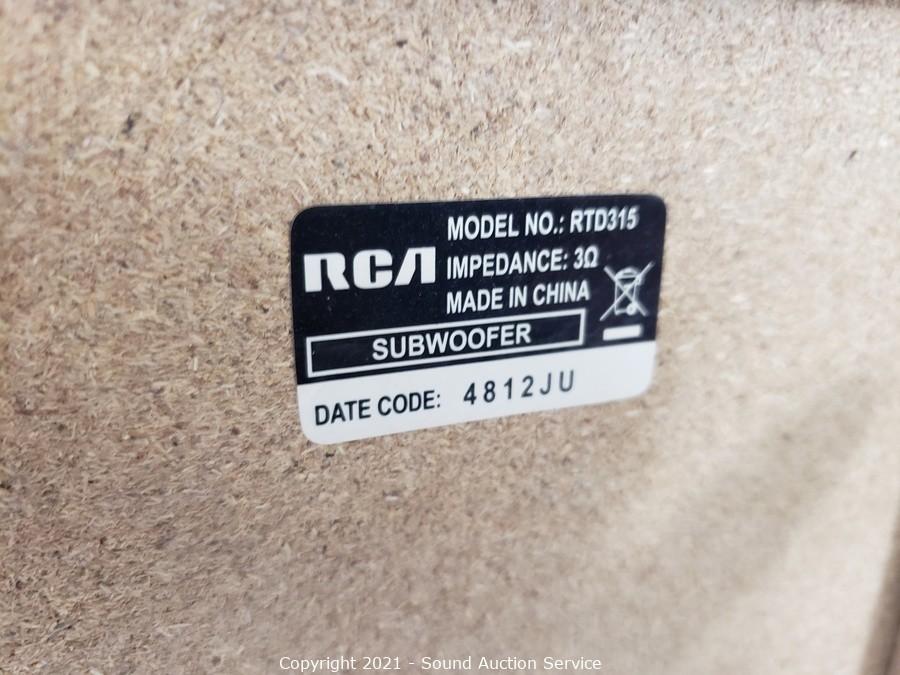 RCA
MODEL NO.: RTD315
IMPEDANCE: 3Ω
MADE IN CHINA
SUBWOOFER
DATE CODE: 4812JU
Copyright 2021 - Sound Auction Service